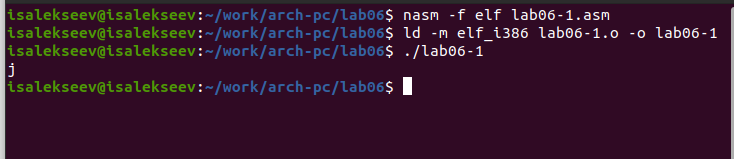 isalekseev@isalekseev:~/work/arch-pc/lab06$ nasm -f elf lab06-1.asm
isalekseev@isalekseev:~/work/arch-pc/lab06$ ld -m elf_i386 lab06-1.o -o lab06-1
isalekseev@isalekseev:~/work/arch-pc/lab06$ ./lab06-1
j
isalekseev@isalekseev:~/work/arch-pc/lab06$